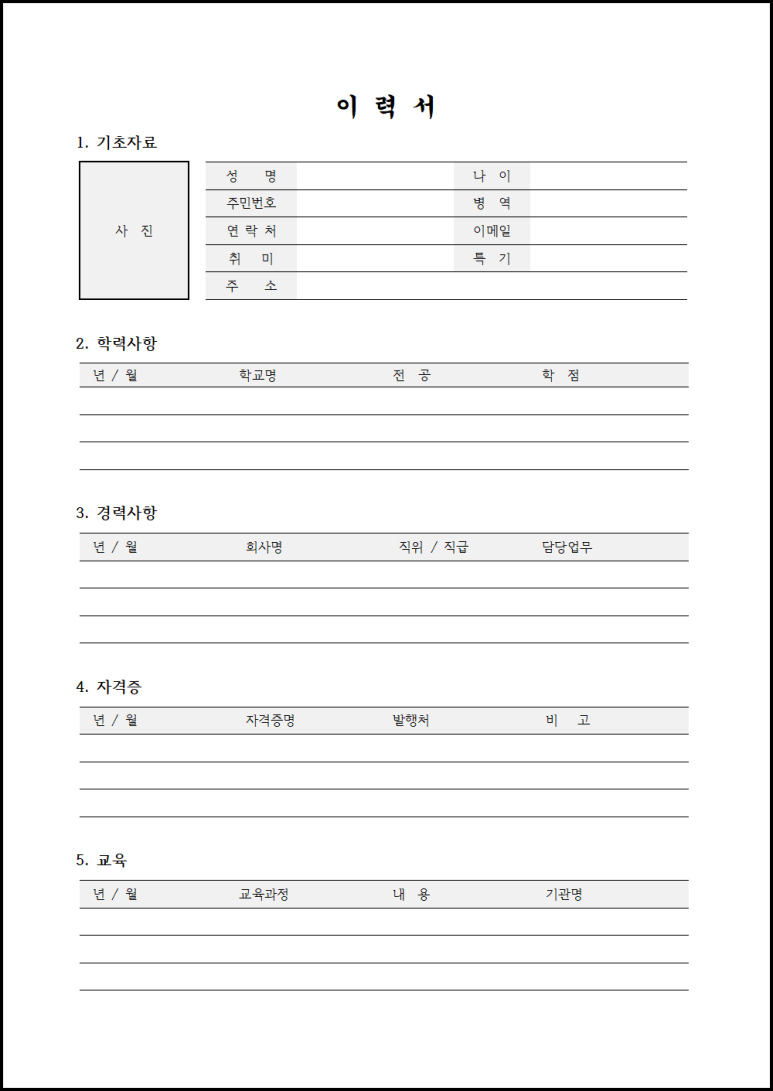 이 력 서
1. 기초자료
사 진
성 명 나 이
주민번호 병 역
연 락 처 이메일
취 미 특 기
주 소
2. 학력사항
년 / 월 학교명 전 공 학 점
3. 경력사항
년 / 월 회사명 직위 / 직급 담당업무
4. 자격증
년 / 월 자격증명 발행처 비 고
5. 교육
년 / 월 교육과정 내 용 기관명